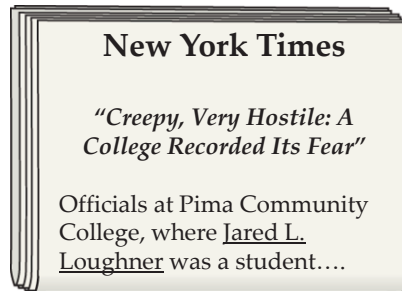 New York Times
“Creepy, Very Hostile: A
College Recorded Its Fear”
Officials at Pima Community
College, where Jared L.
Loughner was a student….